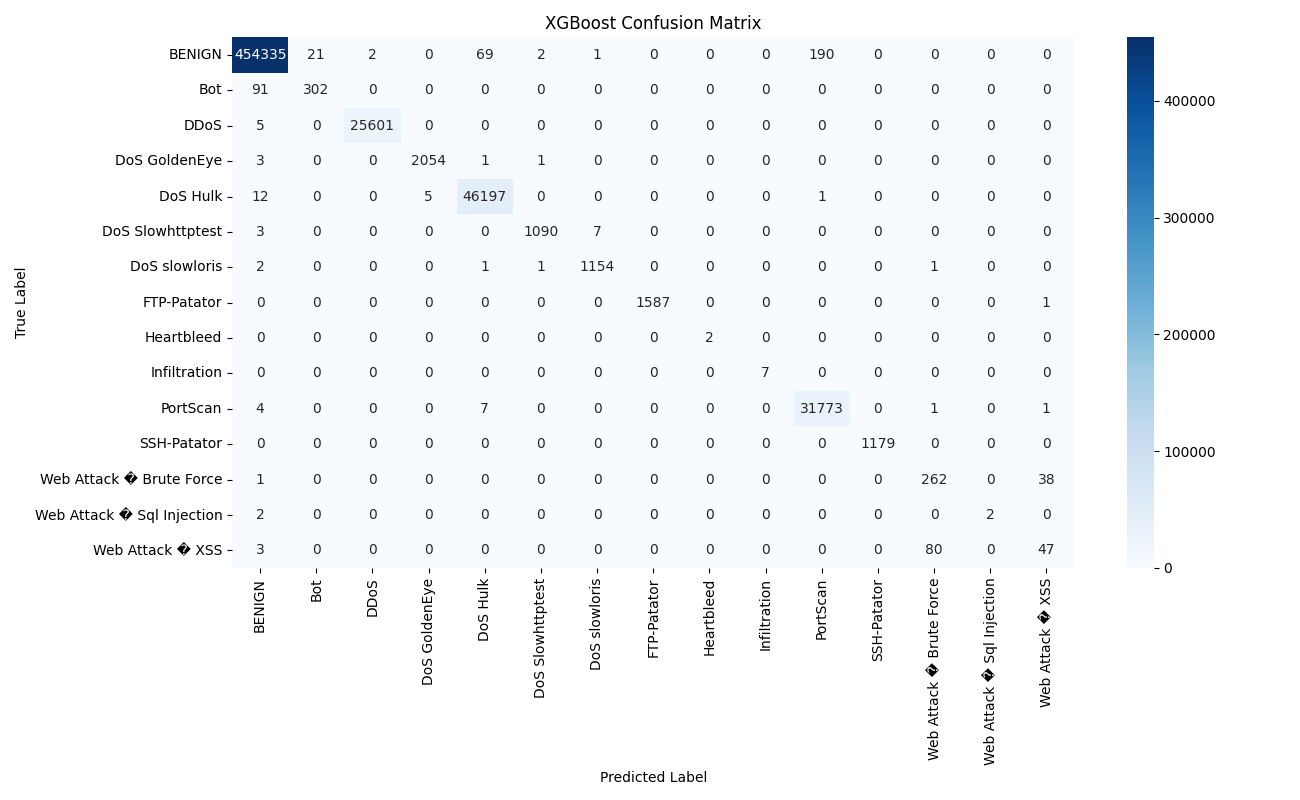 XGBoost Confusion Matrix
BENIGN 454335 21 2 0 69 2 1 0 0 0 190 0 0 0 0
Bot 91 302 0 0 0 0 0 0 0 0 0 0 0 0 0
DDoS 5 0 25601 0 0 0 0 0 0 0 0 0 0 0 0
DoS GoldenEye 3 0 0 2054 1 1 0 0 0 0 0 0 0 0 0
DoS Hulk 12 0 0 5 46197 0 0 0 0 0 1 0 0 0 0
DoS Slowhttptest 3 0 0 0 0 1090 7 0 0 0 0 0 0 0 0
DoS slowloris 2 0 0 0 1 1 1154 0 0 0 0 0 1 0 0
FTP-Patator 0 0 0 0 0 0 0 1587 0 0 0 0 0 0 1
Heartbleed 0 0 0 0 0 0 0 0 2 0 0 0 0 0 0
Infiltration 0 0 0 0 0 0 0 0 0 7 0 0 0 0 0
PortScan 4 0 0 0 7 0 0 0 0 0 31773 0 1 0 1
SSH-Patator 0 0 0 0 0 0 0 0 0 0 0 1179 0 0 0
Web Attack � Brute Force 1 0 0 0 0 0 0 0 0 0 0 0 262 0 38
Web Attack � Sql Injection 2 0 0 0 0 0 0 0 0 0 0 0 0 2 0
Web Attack � XSS 3 0 0 0 0 0 0 0 0 0 0 0 80 0 47
True Label
BENIGN
Bot
DDoS
DoS GoldenEye
DoS Hulk
DoS Slowhttptest
DoS slowloris
FTP-Patator
Heartbleed
Infiltration
PortScan
SSH-Patator
Web Attack � Brute Force
Web Attack � Sql Injection
Web Attack � XSS
Predicted Label
400000
300000
200000
100000
0